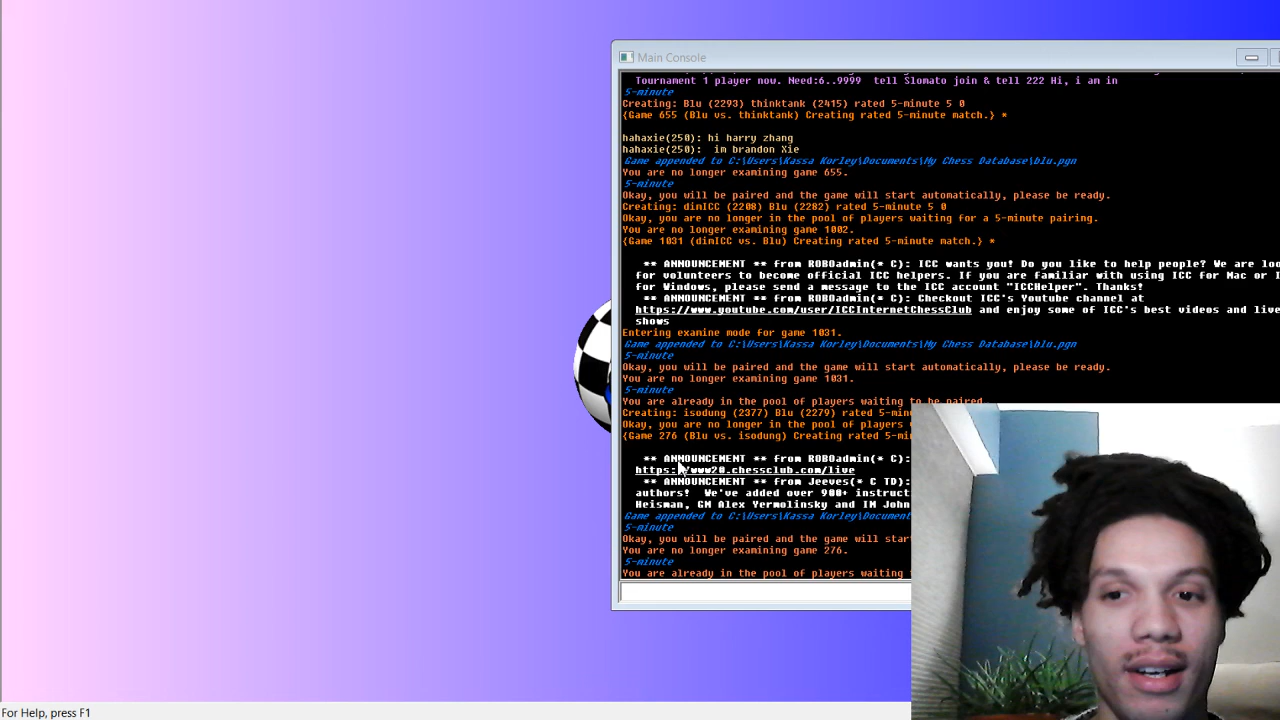 Main Console
Tournament 1 player now. Need:6..9999 tell Slomato join & tell 222 Hi, i am in
5-minute
Creating: Blu (2293) thinktank (2415) rated 5-minute 5 0
{Game 655 (Blu vs. thinktank) Creating rated 5-minute match.} *
hahaxie(250): hi harry zhang
hahaxie(250):  im brandon Xie
Game appended to C:\Users\Kassa Korley\Documents\My Chess Database\blu.pgn
You are no longer examining game 655.
5-minute
Okay, you will be paired and the game will start automatically, please be ready.
Creating: dimICC (2208) Blu (2282) rated 5-minute 5 0
Okay, you are no longer in the pool of players waiting for a 5-minute pairing.
You are no longer examining game 1002.
{Game 1031 (dimICC vs. Blu) Creating rated 5-minute match.} *
** ANNOUNCEMENT ** from ROBOadmin(* C): ICC wants you! Do you like to help people? We are loo
for volunteers to become official ICC helpers. If you are familiar with using ICC for Mac or I
for Windows, please send a message to the ICC account "ICCHelper". Thanks!
** ANNOUNCEMENT ** from ROBOadmin(* C): Checkout ICC's Youtube channel at
https://www.youtube.com/user/ICCInternetChessClub and enjoy some of ICC's best videos and live
shows
Entering examine mode for game 1031.
Game appended to C:\Users\Kassa Korley\Documents\My Chess Database\blu.pgn
5-minute
Okay, you will be paired and the game will start automatically, please be ready.
You are no longer examining game 1031.
5-minute
You are already in the pool of players waiting to be paired.
Creating: isodung (2377) Blu (2279) rated 5-min
Okay, you are no longer in the pool of players
{Game 276 (Blu vs. isodung) Creating rated 5-mi
** ANNOUNCEMENT ** from ROBOadmin(* C):
https://www20.chessclub.com/live
** ANNOUNCEMENT ** from Jeeves(* C TD):
authors!  We've added over 900+ instruct
Heisman, GM Alex Yermolinsky and IM John
Game appended to C:\Users\Kassa Korley\Document
5-minute
Okay, you will be paired and the game will star
You are no longer examining game 276.
5-minute
You are already in the pool of players waiting
For Help, press F1